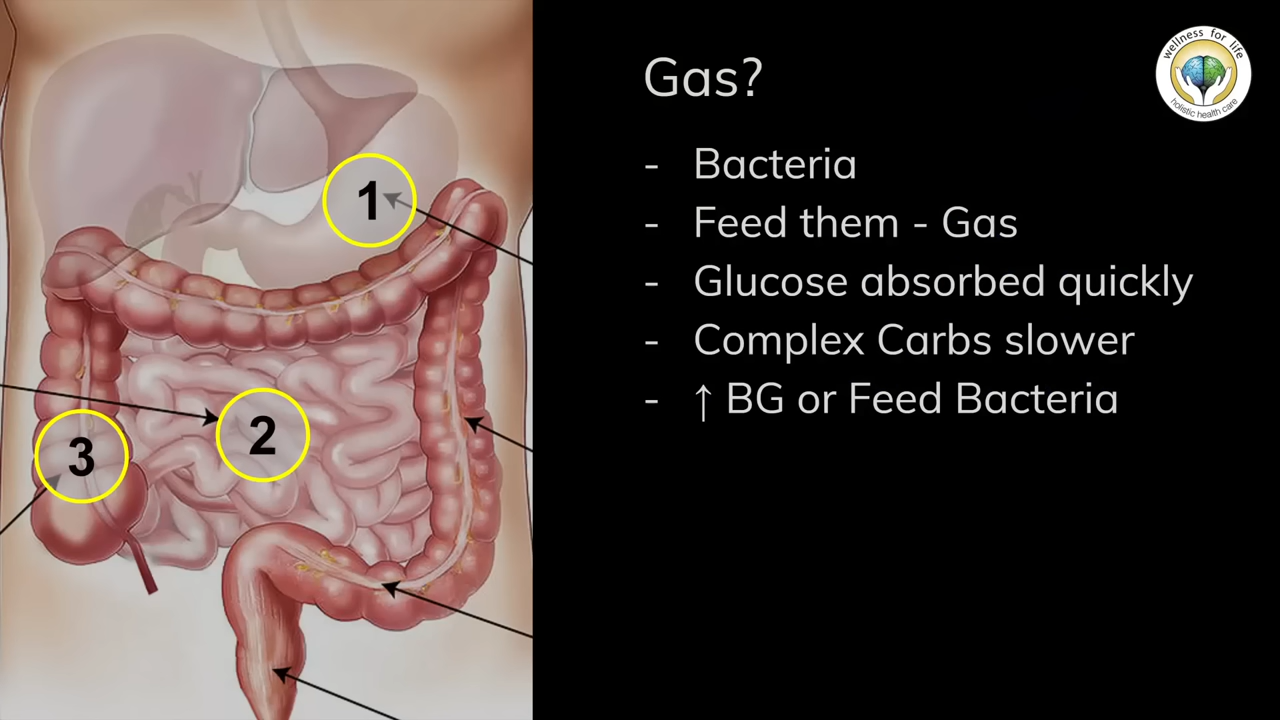 Gas?
- Bacteria
- Feed them - Gas
- Glucose absorbed quickly
- Complex Carbs slower
- ↑ BG or Feed Bacteria
wellness for life
holistic health care
1
2
3